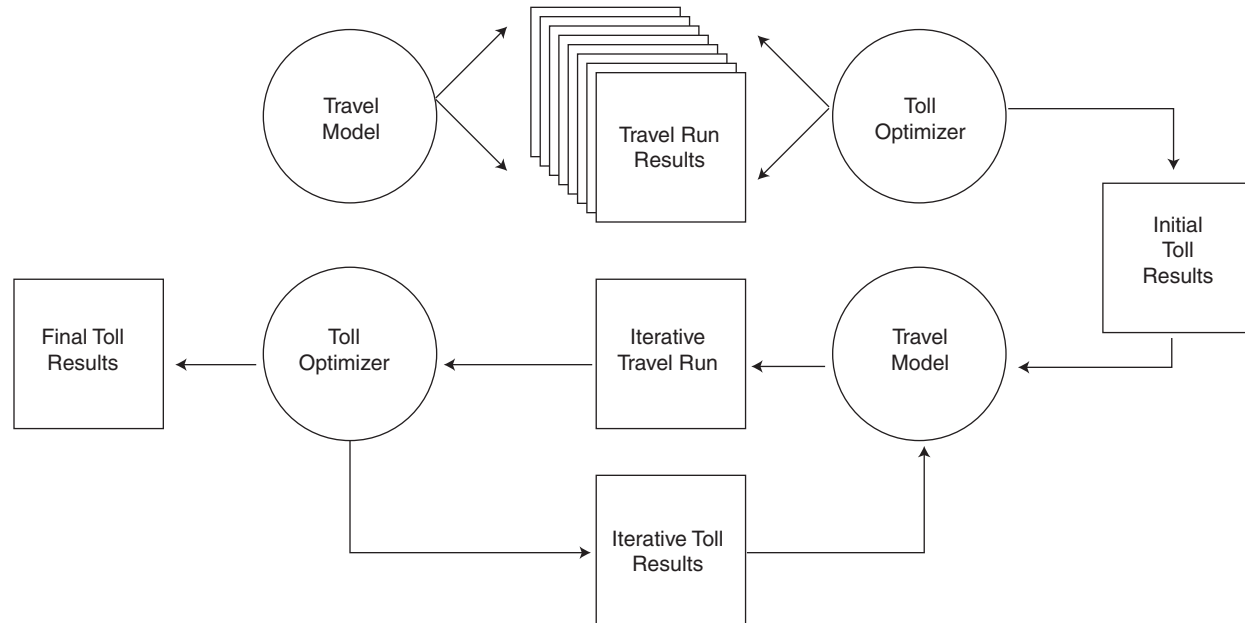 Travel
Model
Travel Run
Results
Toll
Optimizer
Initial
Toll
Results
Final Toll
Results
Toll
Optimizer
Iterative
Travel Run
Travel
Model
Iterative Toll
Results